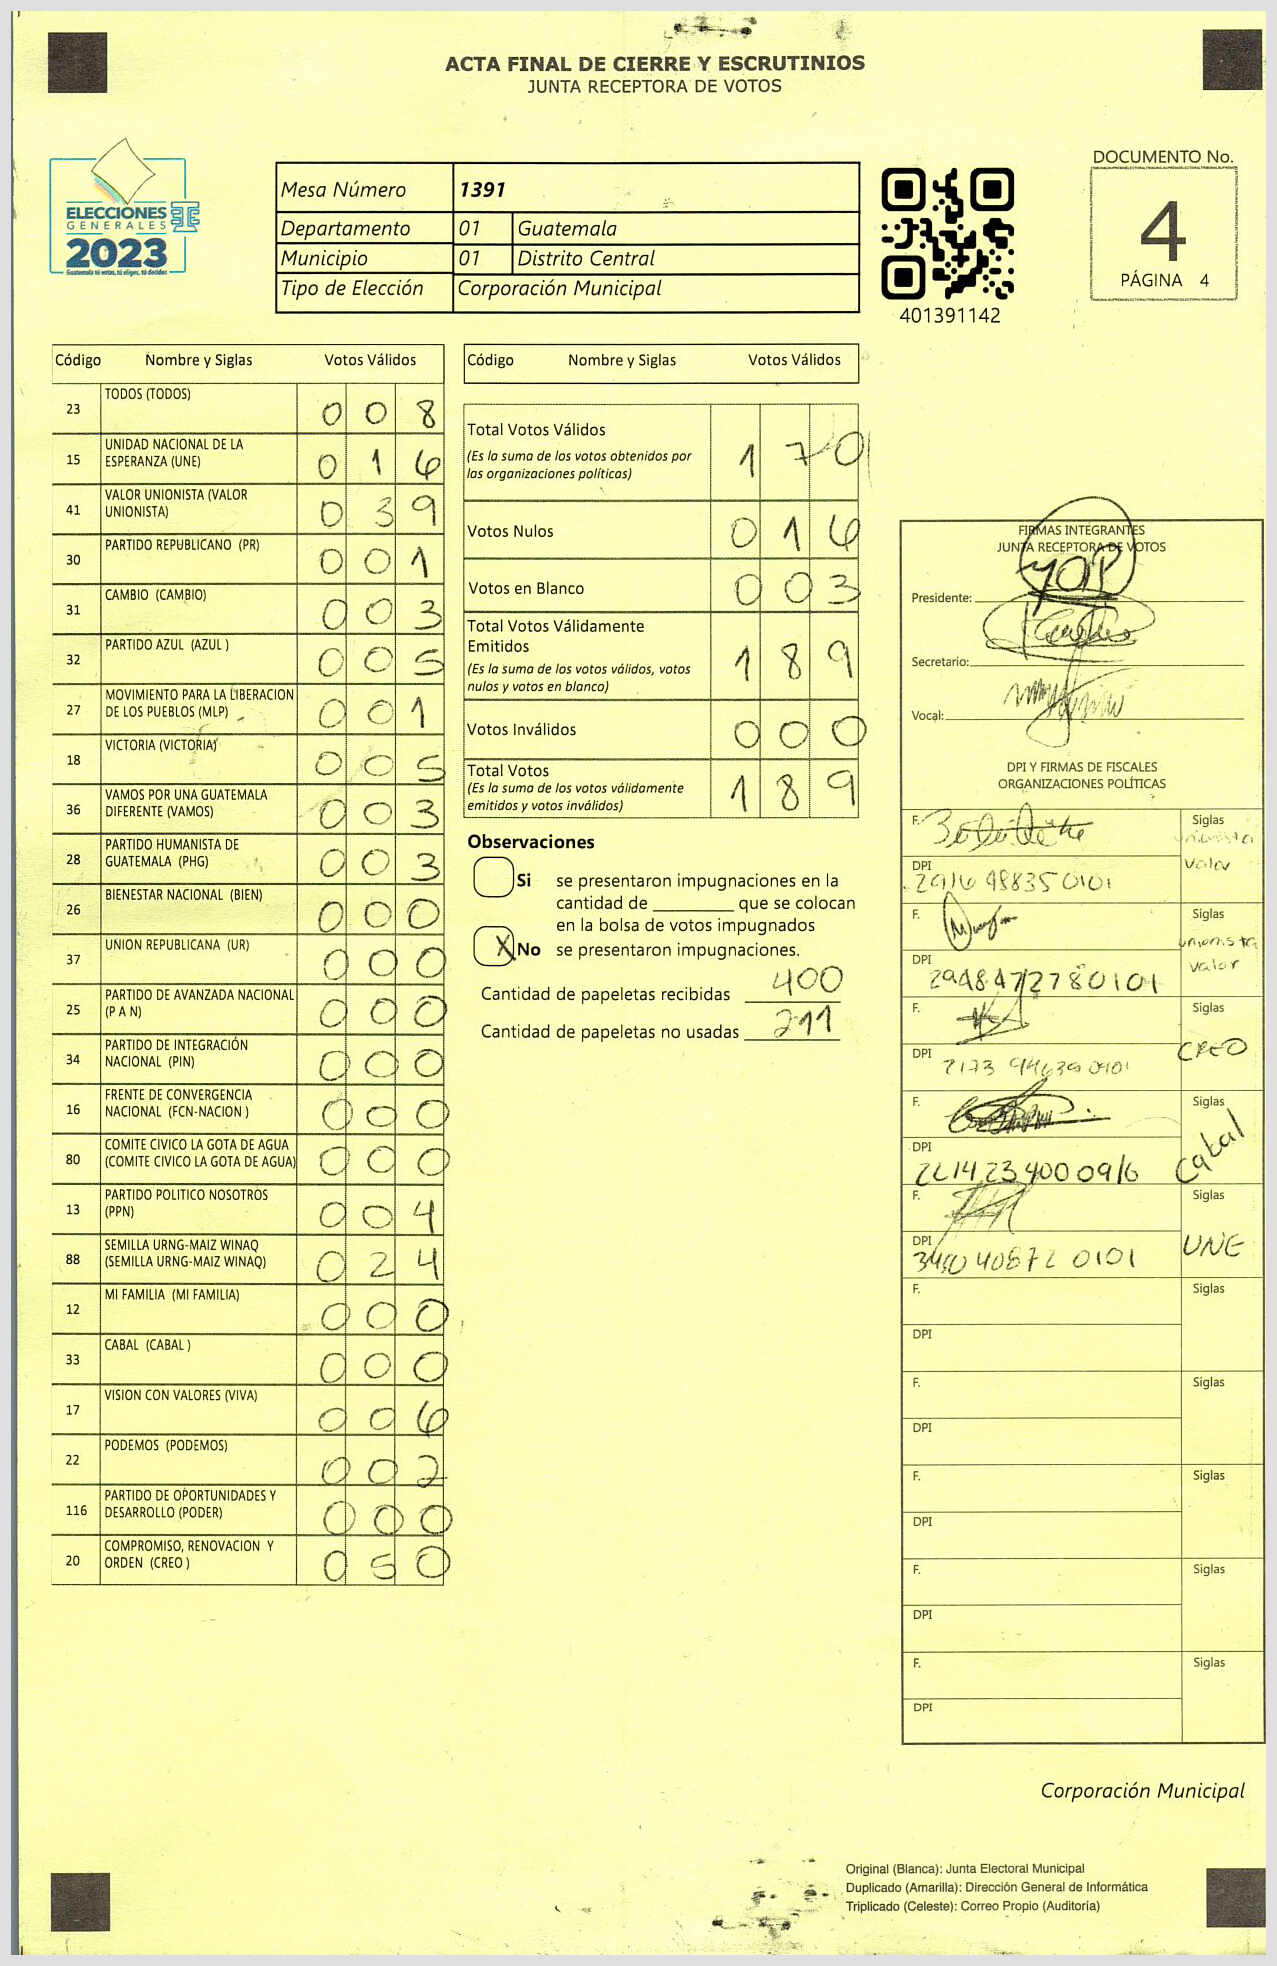 ACTA FINAL DE CIERRE Y ESCRUTINIOS
JUNTA RECEPTORA DE VOTOS
ELECCIONES
GENERALES
2023
Guatemala tú votas, tú eliges, tú decides
Mesa Número 1391
Departamento 01 Guatemala
Municipio 01 Distrito Central
Tipo de Elección Corporación Municipal
401391142
DOCUMENTO No.
4
PÁGINA 4
Código Nombre y Siglas Votos Válidos
23 TODOS (TODOS) 0 0 8
15 UNIDAD NACIONAL DE LA ESPERANZA (UNE) 0 1 6
41 VALOR UNIONISTA (VALOR UNIONISTA) 0 3 9
30 PARTIDO REPUBLICANO (PR) 0 0 1
31 CAMBIO (CAMBIO) 0 0 3
32 PARTIDO AZUL (AZUL ) 0 0 5
27 MOVIMIENTO PARA LA LIBERACION DE LOS PUEBLOS (MLP) 0 0 1
18 VICTORIA (VICTORIA) 0 0 5
36 VAMOS POR UNA GUATEMALA DIFERENTE (VAMOS) 0 0 3
28 PARTIDO HUMANISTA DE GUATEMALA (PHG) 0 0 3
26 BIENESTAR NACIONAL (BIEN) 0 0 0
37 UNION REPUBLICANA (UR) 0 0 0
25 PARTIDO DE AVANZADA NACIONAL (P A N) 0 0 0
34 PARTIDO DE INTEGRACIÓN NACIONAL (PIN) 0 0 0
16 FRENTE DE CONVERGENCIA NACIONAL (FCN-NACION ) 0 0 0
80 COMITE CIVICO LA GOTA DE AGUA (COMITE CIVICO LA GOTA DE AGUA) 0 0 0
13 PARTIDO POLITICO NOSOTROS (PPN) 0 0 4
88 SEMILLA URNG-MAIZ WINAQ (SEMILLA URNG-MAIZ WINAQ) 0 2 4
12 MI FAMILIA (MI FAMILIA) 0 0 0
33 CABAL (CABAL ) 0 0 0
17 VISION CON VALORES (VIVA) 0 0 6
22 PODEMOS (PODEMOS) 0 0 2
116 PARTIDO DE OPORTUNIDADES Y DESARROLLO (PODER) 0 0 0
20 COMPROMISO, RENOVACION Y ORDEN (CREO ) 0 5 0
Código Nombre y Siglas Votos Válidos
Total Votos Válidos 1 7 0
(Es la suma de los votos obtenidos por
las organizaciones políticas)
Votos Nulos 0 1 6
Votos en Blanco 0 0 3
Total Votos Válidamente
Emitidos 1 8 9
(Es la suma de los votos válidos, votos
nulos y votos en blanco)
Votos Inválidos 0 0 0
Total Votos 1 8 9
(Es la suma de los votos válidamente
emitidos y votos inválidos)
Observaciones
Si se presentaron impugnaciones en la
cantidad de ________ que se colocan
en la bolsa de votos impugnados
X No se presentaron impugnaciones.
Cantidad de papeletas recibidas 400
Cantidad de papeletas no usadas 211
FIRMAS INTEGRANTES
JUNTA RECEPTORA DE VOTOS
Presidente:
Secretario:
Vocal:
DPI Y FIRMAS DE FISCALES
ORGANIZACIONES POLÍTICAS
F. Siglas
unionista
valor
DPI 2916 98835 0101
F. Siglas
unionista
valor
DPI 2948472780101
F. Siglas
CREO
DPI 2173 94639 0101
F. Siglas
Cabal
DPI
F. Siglas
UNE
DPI
F. Siglas
DPI
F. Siglas
DPI
F. Siglas
DPI
F. Siglas
DPI
F. Siglas
DPI
Corporación Municipal
Original (Blanca): Junta Electoral Municipal
Duplicado (Amarilla): Dirección General de Informática
Triplicado (Celeste): Correo Propio (Auditoría)